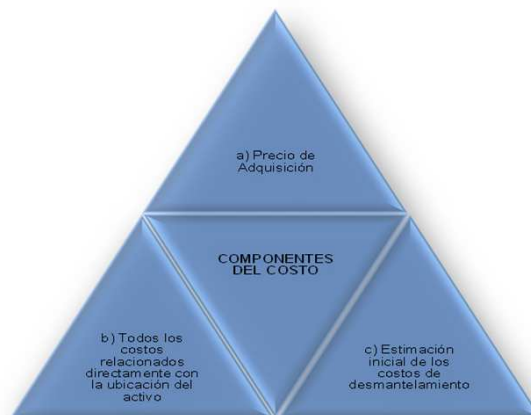 a) Precio de
Adquisición
COMPONENTES
DEL COSTO
b) Todos los
costos
relacionados
directamente con
la ubicación del
activo
c) Estimación
inicial de los
costos de
desmantelamiento